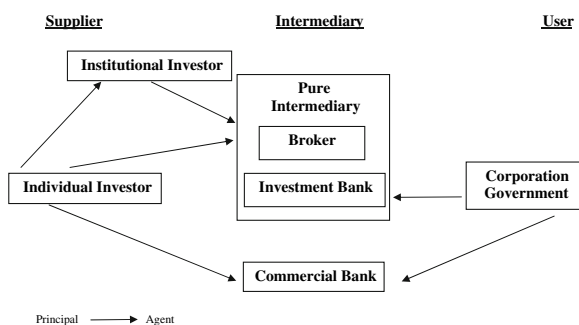 Supplier
Intermediary
User
Institutional Investor
Pure
Intermediary
Broker
Individual Investor
Investment Bank
Corporation
Government
Commercial Bank
Principal
Agent